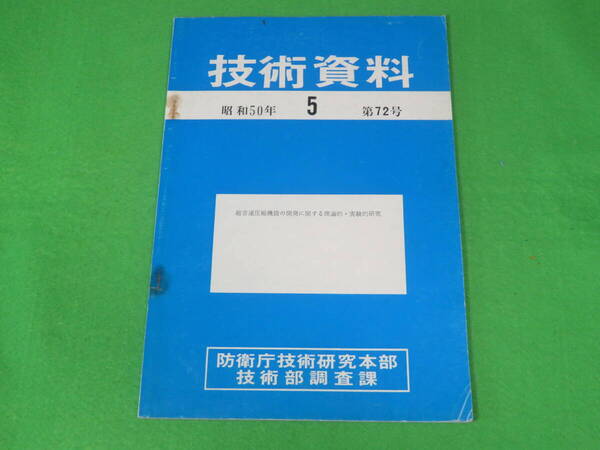 技術資料
昭和50年 5 第72号
超音速圧縮機段の開発に関する理論的・実験的研究
防衛庁技術研究本部
技術部調査課